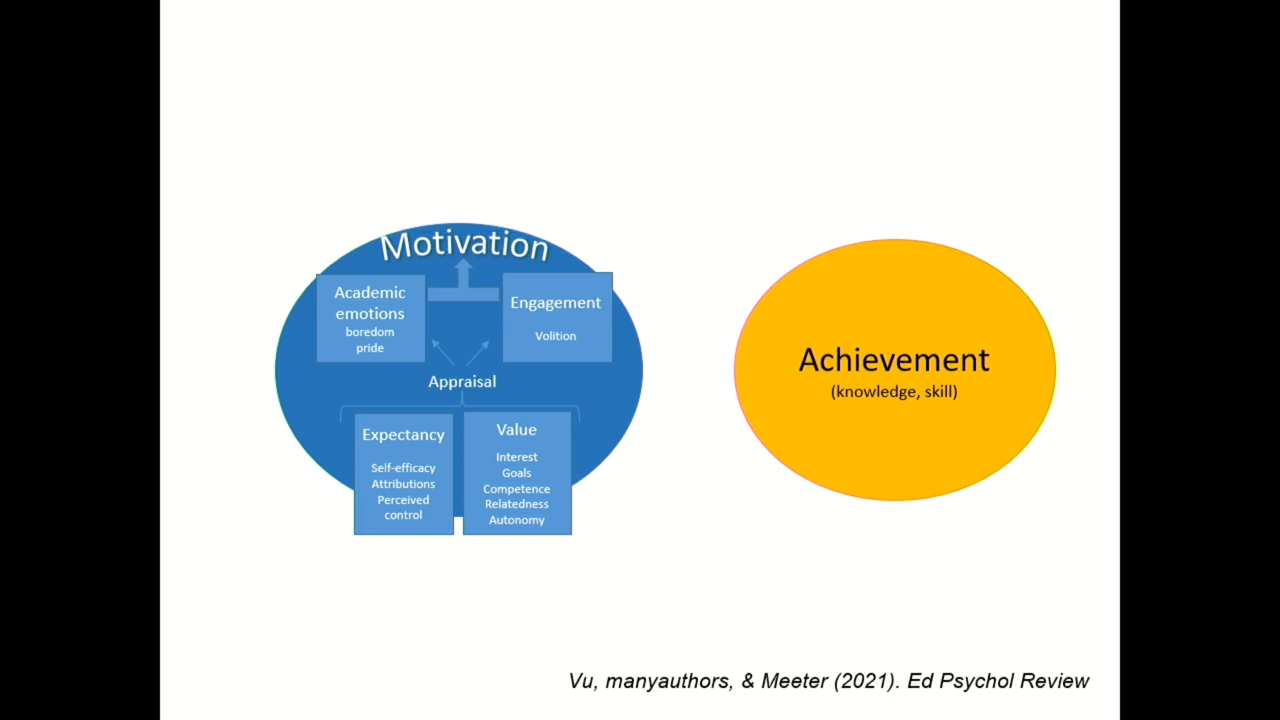 Motivation
Academic
emotions
boredom
pride
Engagement
Volition
Appraisal
Expectancy
Self-efficacy
Attributions
Perceived
control
Value
Interest
Goals
Competence
Relatedness
Autonomy
Achievement
(knowledge, skill)
Vu, manyauthors, & Meeter (2021). Ed Psychol Review